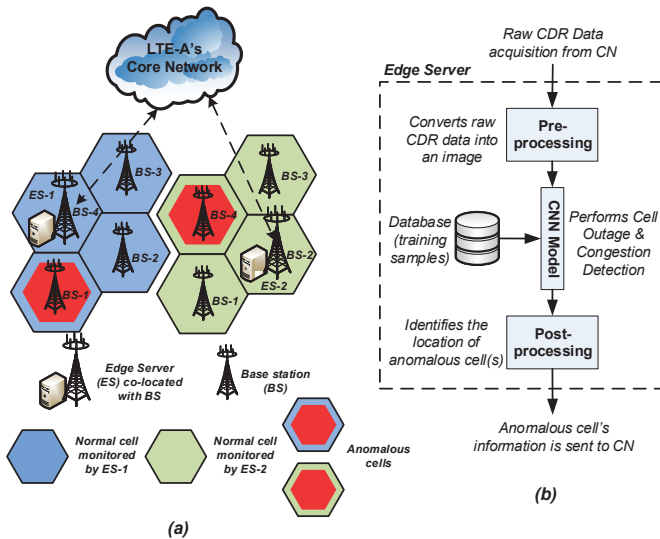 LTE-A's
Core Network
BS-3
ES-1
BS-4
BS-2
BS-1
BS-3
BS-4
BS-2
ES-2
BS-1
Edge Server
(ES) co-located
with BS
Base station
(BS)
Normal cell
monitored
by ES-1
Normal cell
monitored
by ES-2
Anomalous
cells
(a)
Raw CDR Data
acquisition from CN
Edge Server
Converts raw
CDR data into
an image
Pre-
processing
Database
(training
samples)
CNN Model
Performs Cell
Outage &
Congestion
Detection
Identifies the
location of
anomalous cell(s)
Post-
processing
Anomalous cell's
information is sent to CN
(b)